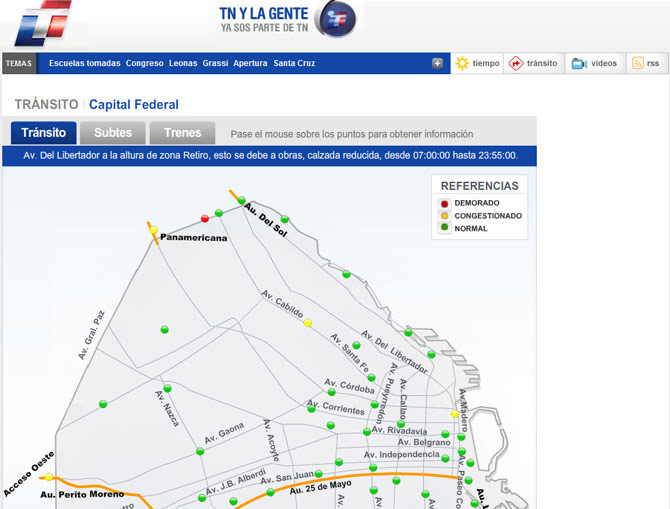 TN Y LA GENTE
YA SOS PARTE DE TN
TEMAS Escuelas tomadas Congreso Leonas Grassi Apertura Santa Cruz tiempo tránsito videos rss
TRÁNSITO | Capital Federal
Tránsito Subtes Trenes Pase el mouse sobre los puntos para obtener información
Av. Del Libertador a la altura de zona Retiro, esto se debe a obras, calzada reducida, desde 07:00:00 hasta 23:55:00.
REFERENCIAS
DEMORADO
CONGESTIONADO
NORMAL
Au. Del Sol
Panamericana
Av. Gral. Paz
Av. Cabildo
Av. Santa Fe
Av. Del Libertador
Av. Córdoba
Av. Pueyrredón
Av. Callao
Av. Madero
Av. Nazca
Av. Corrientes
Av. Gaona
Av. Acoyte
Av. Rivadavia
Av. Belgrano
Av. Independencia
Acceso Oeste
Av. J.B. Alberdi
Av. San Juan
Av. Paseo Co
Au. Perito Moreno
Au. 25 de Mayo
tro
Av.
Av.
Au. L